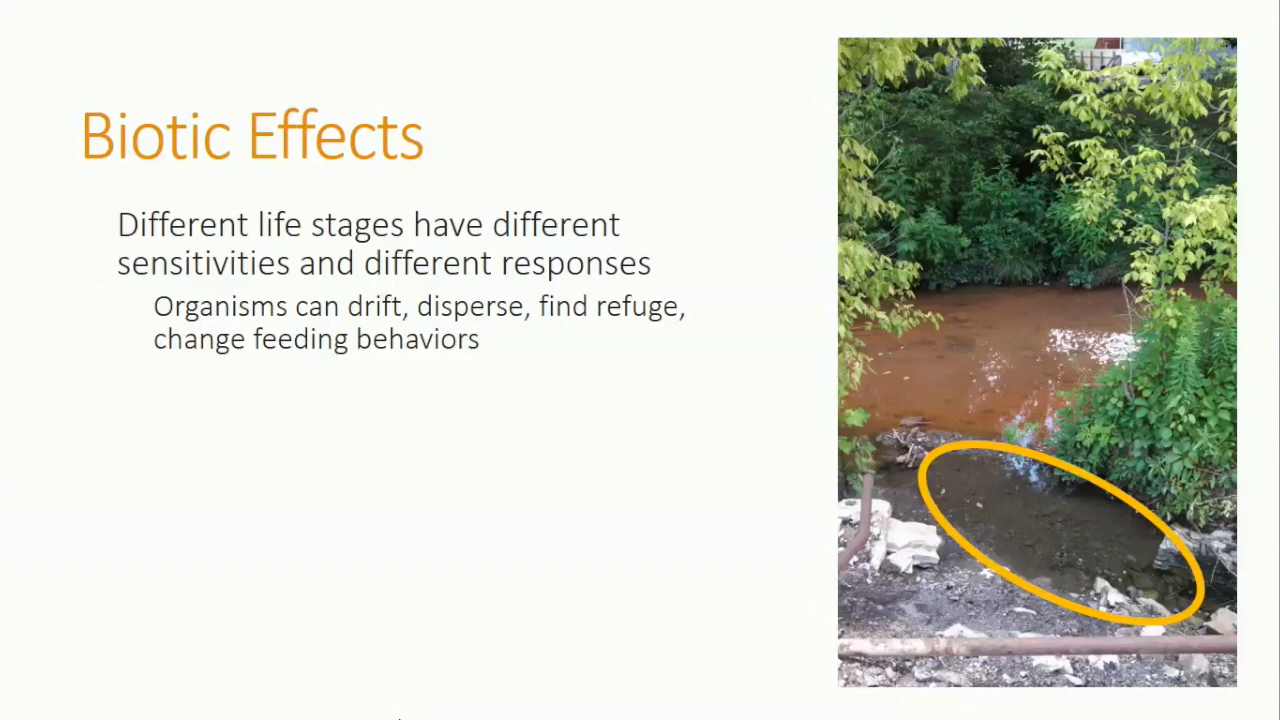 Biotic Effects
Different life stages have different
sensitivities and different responses
Organisms can drift, disperse, find refuge,
change feeding behaviors